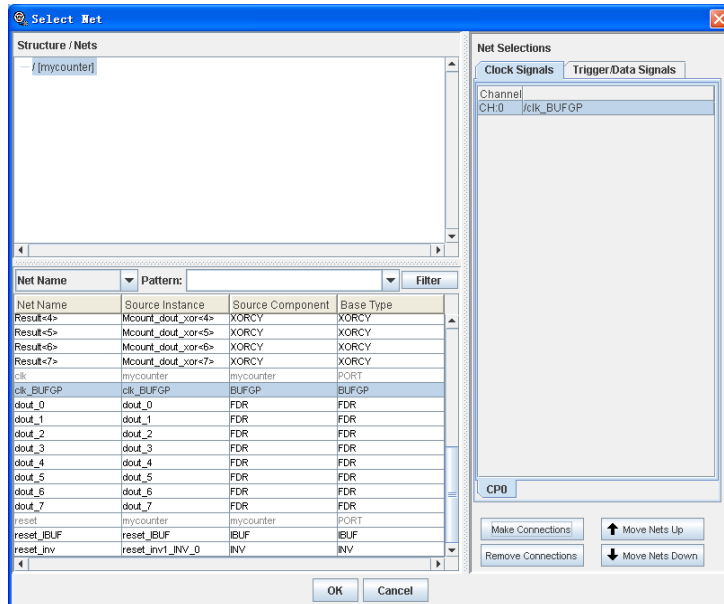 Select Net
Structure / Nets
/ [mycounter]
Net Name Pattern: Filter
Net Name Source Instance Source Component Base Type
Result<4> Mcount_dout_xor<4> XORCY XORCY
Result<5> Mcount_dout_xor<5> XORCY XORCY
Result<6> Mcount_dout_xor<6> XORCY XORCY
Result<7> Mcount_dout_xor<7> XORCY XORCY
clk mycounter mycounter PORT
clk_BUFGP clk_BUFGP BUFGP BUFGP
dout_0 dout_0 FDR FDR
dout_1 dout_1 FDR FDR
dout_2 dout_2 FDR FDR
dout_3 dout_3 FDR FDR
dout_4 dout_4 FDR FDR
dout_5 dout_5 FDR FDR
dout_6 dout_6 FDR FDR
dout_7 dout_7 FDR FDR
reset mycounter mycounter PORT
reset_IBUF reset_IBUF IBUF IBUF
reset_inv reset_inv1_INV_0 INV INV
Net Selections
Clock Signals Trigger/Data Signals
Channel
CH:0 /clk_BUFGP
CP0
Make Connections Move Nets Up
Remove Connections Move Nets Down
OK Cancel